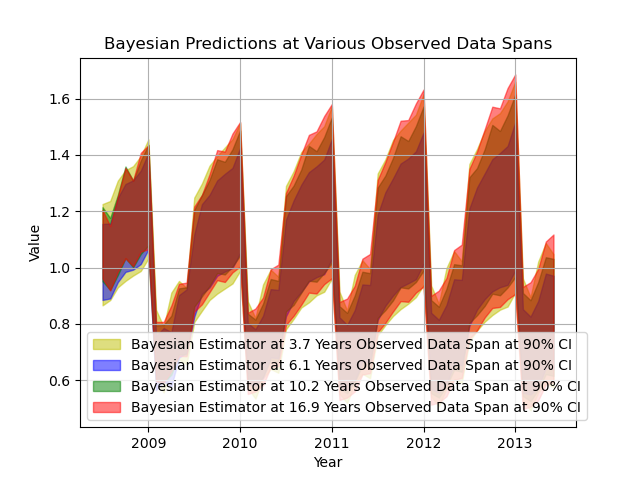 Bayesian Predictions at Various Observed Data Spans
1.6
1.4
1.2
1.0
0.8
0.6
Value
Bayesian Estimator at 3.7 Years Observed Data Span at 90% CI
Bayesian Estimator at 6.1 Years Observed Data Span at 90% CI
Bayesian Estimator at 10.2 Years Observed Data Span at 90% CI
Bayesian Estimator at 16.9 Years Observed Data Span at 90% CI
2009 2010 2011 2012 2013
Year